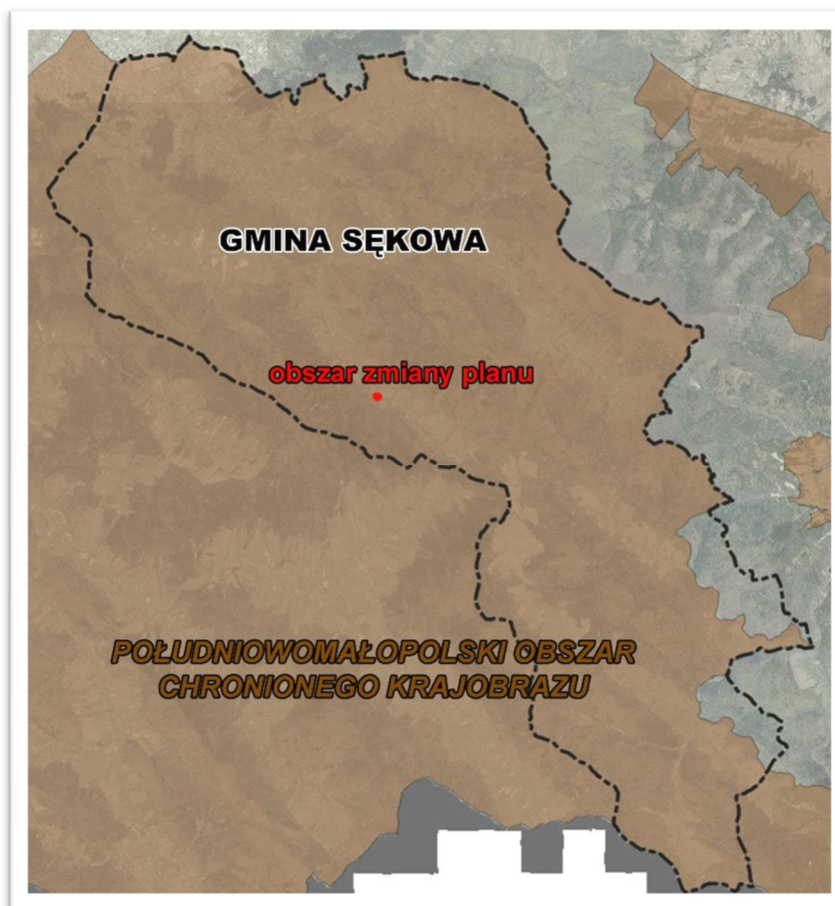 GMINA SĘKOWA
obszar zmiany planu
POŁUDNIOWOMAŁOPOLSKI OBSZAR
CHRONIONEGO KRAJOBRAZU